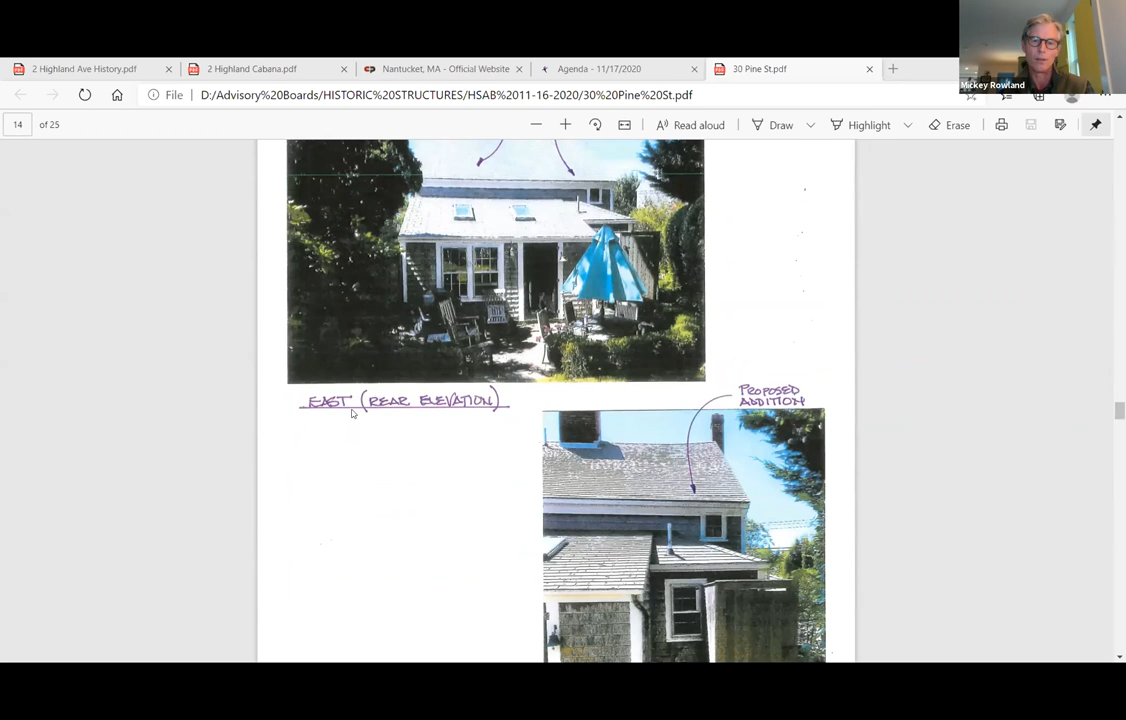 Mickey Rowland
2 Highland Ave History.pdf
2 Highland Cabana.pdf
Nantucket, MA - Official Website
Agenda - 11/17/2020
30 Pine St.pdf
File
D:/Advisory%20Boards/HISTORIC%20STRUCTURES/HSAB%2011-16-2020/30%20Pine%20St.pdf
14 of 25
Read aloud
Draw
Highlight
Erase
EAST (REAR ELEVATION)
PROPOSED
ADDITION